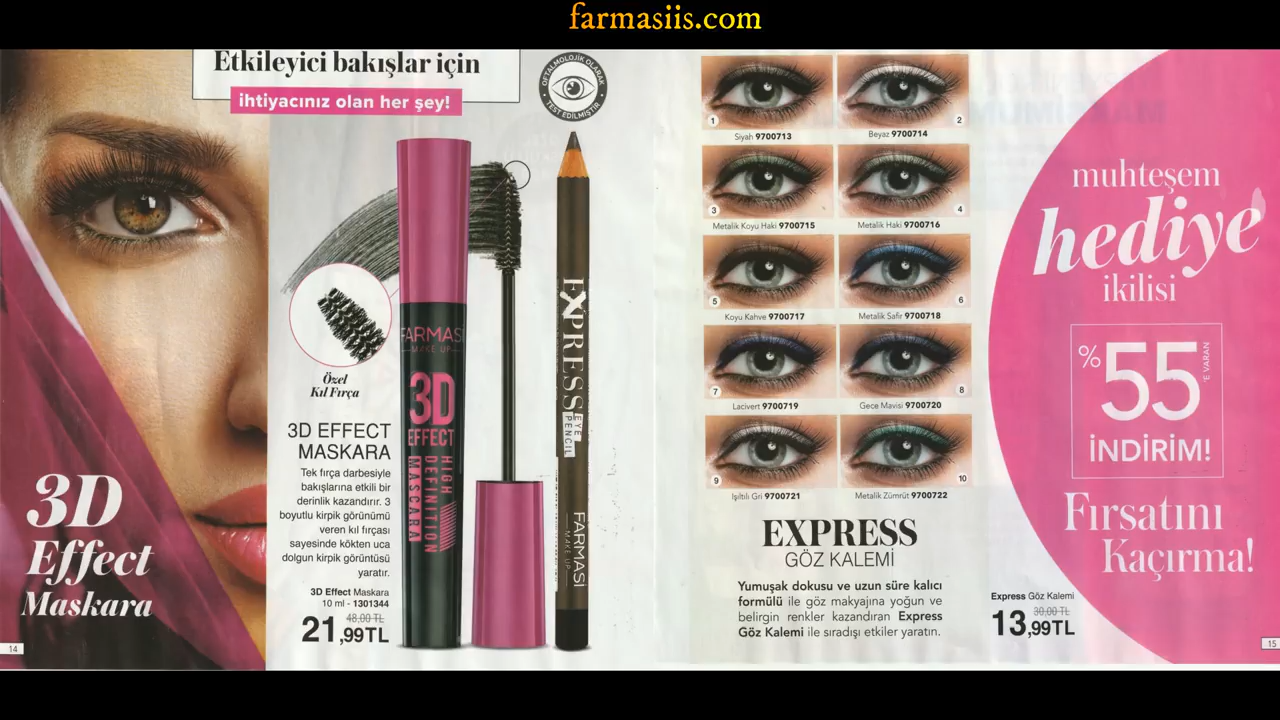 farmasiis.com
Etkileyici bakışlar için
ihtiyacınız olan her şey!
OFTALMOLOJİK OLARAK
TEST EDİLMİŞTİR
3D
Effect
Maskara
14
Özel
Kıl Fırça
3D EFFECT
MASKARA
Tek fırça darbesiyle
bakışlarına etkili bir
derinlik kazandırır. 3
boyutlu kirpik görünümü
veren kıl fırçası
sayesinde kökten uca
dolgun kirpik görüntüsü
yaratır.
3D Effect Maskara
10 ml - 1301344
48,00 TL
21,99TL
FARMASI
MAKE UP
3D
EFFECT
HIGH
DEFINITION
MASCARA
EXPRESS
EYE
PENCIL
FARMASI
MAKE UP
1
Siyah 9700713
2
Beyaz 9700714
3
Metalik Koyu Haki 9700715
4
Metalik Haki 9700716
5
Koyu Kahve 9700717
6
Metalik Safir 9700718
7
Lacivert 9700719
8
Gece Mavisi 9700720
9
Işıltılı Gri 9700721
10
Metalik Zümrüt 9700722
EXPRESS
GÖZ KALEMİ
Yumuşak dokusu ve uzun süre kalıcı
formülü ile göz makyajına yoğun ve
belirgin renkler kazandıran Express
Göz Kalemi ile sıradışı etkiler yaratın.
Express Göz Kalemi
30,00 TL
13,99TL
muhteşem
hediye
ikilisi
%55'E VARAN
İNDİRİM!
Fırsatını
Kaçırma!
15